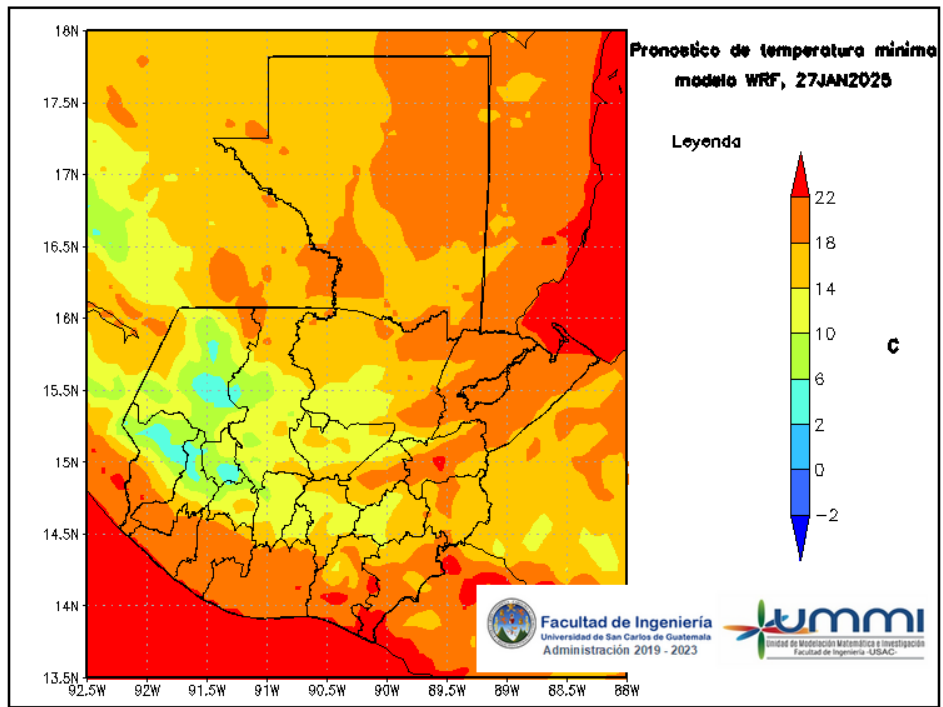 Pronostico de temperatura minima
modelo WRF, 27JAN2025
Leyenda
22
18
14
10
6
2
0
−2
C
18N
17.5N
17N
16.5N
16N
15.5N
15N
14.5N
14N
13.5N
92.5W
92W
91.5W
91W
90.5W
90W
89.5W
89W
88.5W
88W
Facultad de Ingeniería
Universidad de San Carlos de Guatemala
Administración 2019 - 2023
ummi
Unidad de Modelación Matemática e Investigación
Facultad de Ingeniería -USAC-